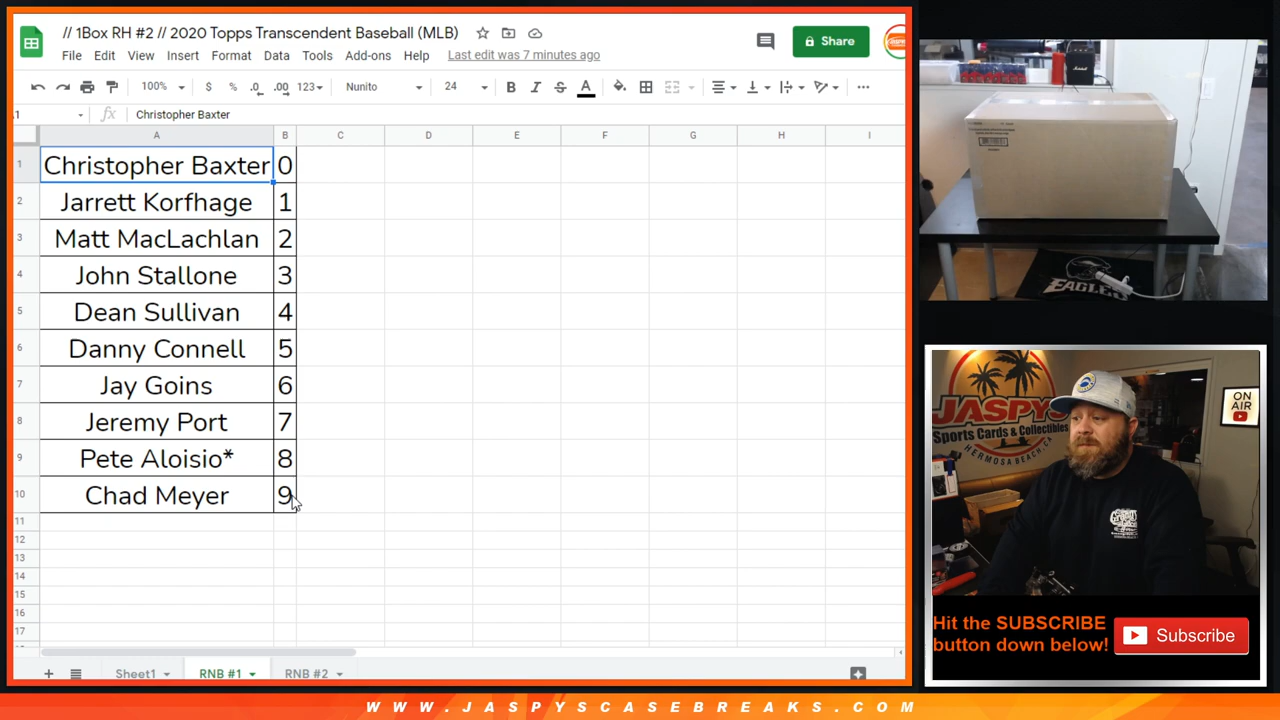 // 1Box RH #2 // 2020 Topps Transcendent Baseball (MLB)
File Edit View Insert Format Data Tools Add-ons Help Last edit was 7 minutes ago
Share
100% $ % .0 .00 123 Nunito 24 B I S A
fx Christopher Baxter
A B C D E F G H I
1 Christopher Baxter 0
2 Jarrett Korfhage 1
3 Matt MacLachlan 2
4 John Stallone 3
5 Dean Sullivan 4
6 Danny Connell 5
7 Jay Goins 6
8 Jeremy Port 7
9 Pete Aloisio* 8
10 Chad Meyer 9
11
12
13
14
15
16
17
Sheet1 RNB #1 RNB #2
Marshall
EAGLES
JASPYS
Sports Cards & Collectibles
HERMOSA BEACH, CA
ON
AIR
Hit the SUBSCRIBE
button down below!
Subscribe
WWW.JASPYSCASEBREAKS.COM